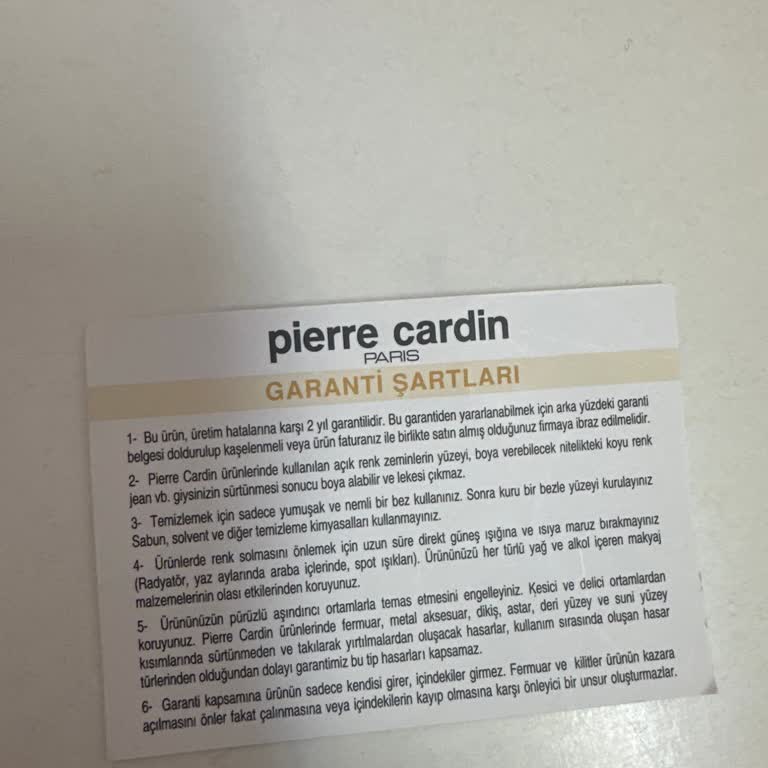 pierre cardin
PARIS
GARANTİ ŞARTLARI
1- Bu ürün, üretim hatalarına karşı 2 yıl garantilidir. Bu garantiden yararlanabilmek için arka yüzdeki garanti
belgesi doldurulup kaşelenmeli veya ürün faturanız ile birlikte satın almış olduğunuz firmaya ibraz edilmelidir.
2- Pierre Cardin ürünlerinde kullanılan açık renk zeminlerin yüzeyi, boya verebilecek nitelikteki koyu renk
jean vb. giysinizin sürtünmesi sonucu boya alabilir ve lekesi çıkmaz.
3- Temizlemek için sadece yumuşak ve nemli bir bez kullanınız. Sonra kuru bir bezle yüzeyi kurulayınız
Sabun, solvent ve diğer temizleme kimyasalları kullanmayınız.
4- Ürünlerde renk solmasını önlemek için uzun süre direkt güneş ışığına ve ısıya maruz bırakmayınız
(Radyatör, yaz aylarında araba içlerinde, spot ışıkları). Ürününüzü her türlü yağ ve alkol içeren makyaj
malzemelerinin olası etkilerinden koruyunuz.
5- Ürününüzün pürüzlü aşındırıcı ortamlarla temas etmesini engelleyiniz. Kesici ve delici ortamlardan
koruyunuz. Pierre Cardin ürünlerinde fermuar, metal aksesuar, dikiş, astar, deri yüzey ve suni yüzey
kısımlarında sürtünmeden ve takılarak yırtılmalardan oluşacak hasarlar, kullanım sırasında oluşan hasar
türlerinden olduğundan dolayı garantimiz bu tip hasarları kapsamaz.
6- Garanti kapsamına ürünün sadece kendisi girer, içindekiler girmez. Fermuar ve kilitler ürünün kazara
açılmasını önler fakat çalınmasına veya içindekilerin kayıp olmasına karşı önleyici bir unsur oluşturmazlar.